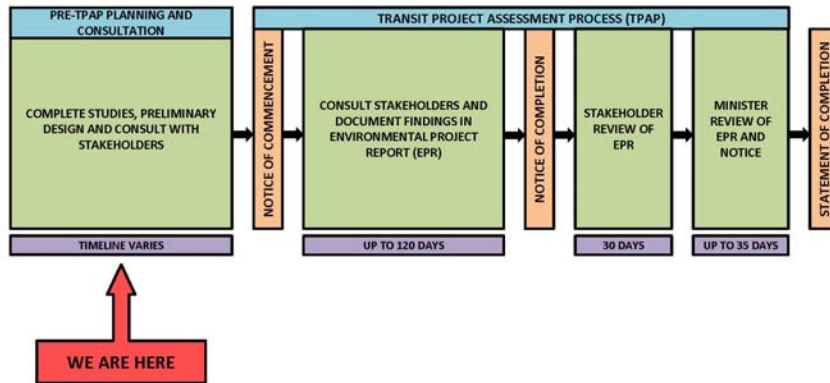 PRE-TPAP PLANNING AND
CONSULTATION
TRANSIT PROJECT ASSESSMENT PROCESS (TPAP)
COMPLETE STUDIES, PRELIMINARY
DESIGN AND CONSULT WITH
STAKEHOLDERS
NOTICE OF COMMENCEMENT
CONSULT STAKEHOLDERS AND
DOCUMENT FINDINGS IN
ENVIRONMENTAL PROJECT
REPORT (EPR)
NOTICE OF COMPLETION
STAKEHOLDER
REVIEW OF
EPR
MINISTER
REVIEW OF
EPR AND
NOTICE
STATEMENT OF COMPLETION
TIMELINE VARIES
UP TO 120 DAYS
30 DAYS
UP TO 35 DAYS
WE ARE HERE